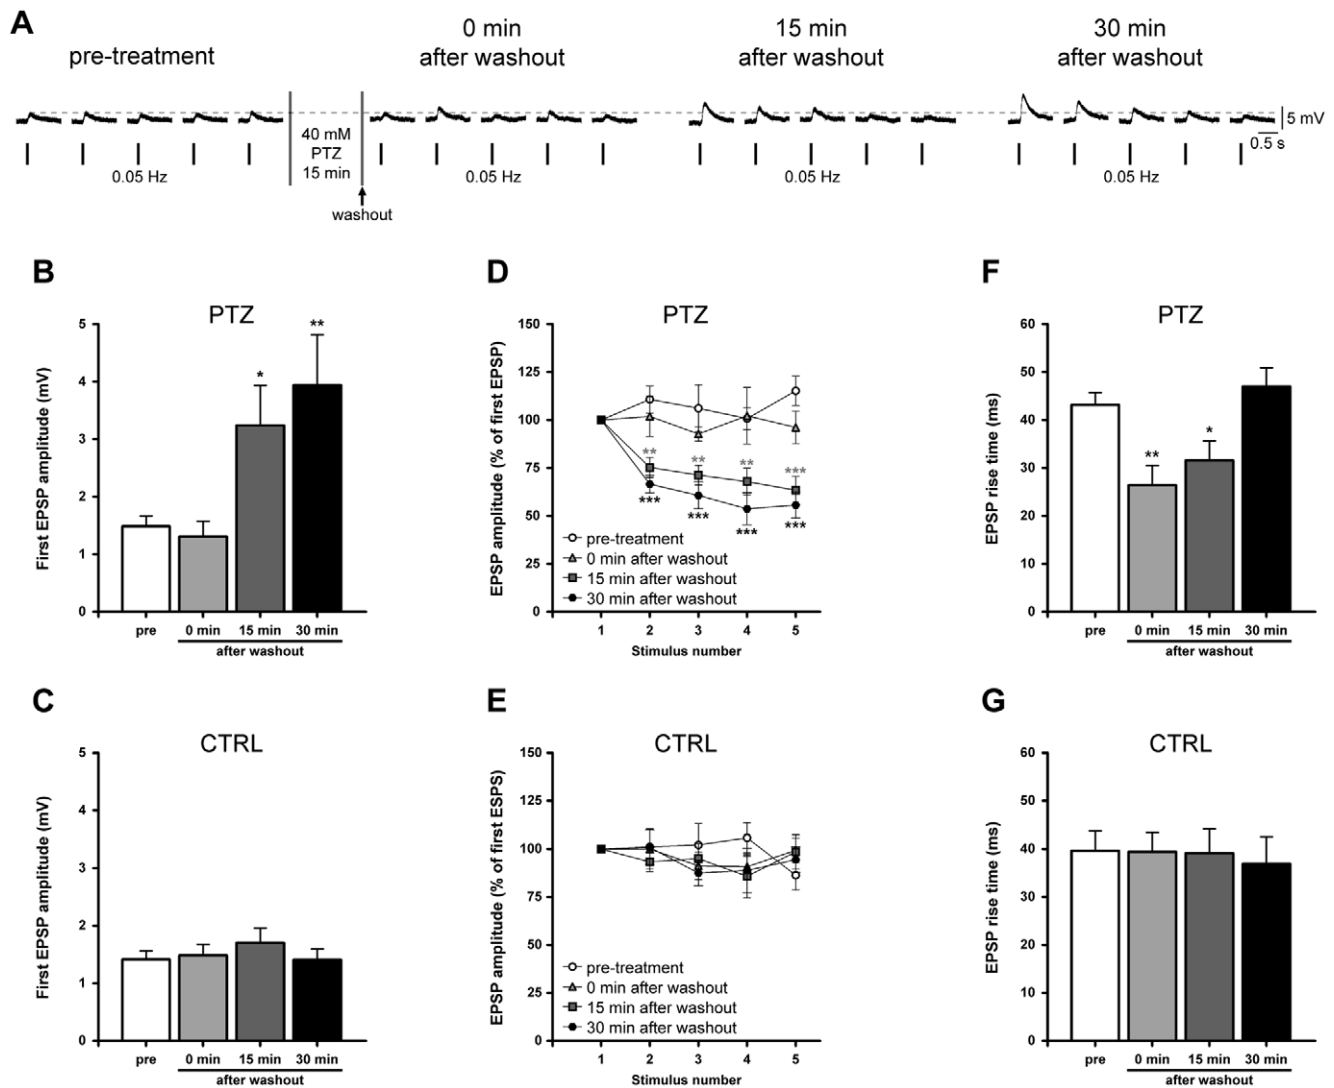 A
pre-treatment
0 min
after washout
15 min
after washout
30 min
after washout
40 mM
PTZ
15 min
washout
0.05 Hz
0.05 Hz
0.05 Hz
0.05 Hz
5 mV
0.5 s
B
PTZ
First EPSP amplitude (mV)
5
4
3
2
1
0
*
**
pre
0 min
15 min
30 min
after washout
D
PTZ
EPSP amplitude (% of first EPSP)
150
125
100
75
50
25
0
**
**
**
***
***
***
***
***
pre-treatment
0 min after washout
15 min after washout
30 min after washout
1
2
3
4
5
Stimulus number
F
PTZ
EPSP rise time (ms)
60
50
40
30
20
10
0
**
*
pre
0 min
15 min
30 min
after washout
C
CTRL
First EPSP amplitude (mV)
5
4
3
2
1
0
pre
0 min
15 min
30 min
after washout
E
CTRL
EPSP amplitude (% of first ESPS)
150
125
100
75
50
25
0
pre-treatment
0 min after washout
15 min after washout
30 min after washout
1
2
3
4
5
Stimulus number
G
CTRL
EPSP rise time (ms)
60
50
40
30
20
10
0
pre
0 min
15 min
30 min
after washout